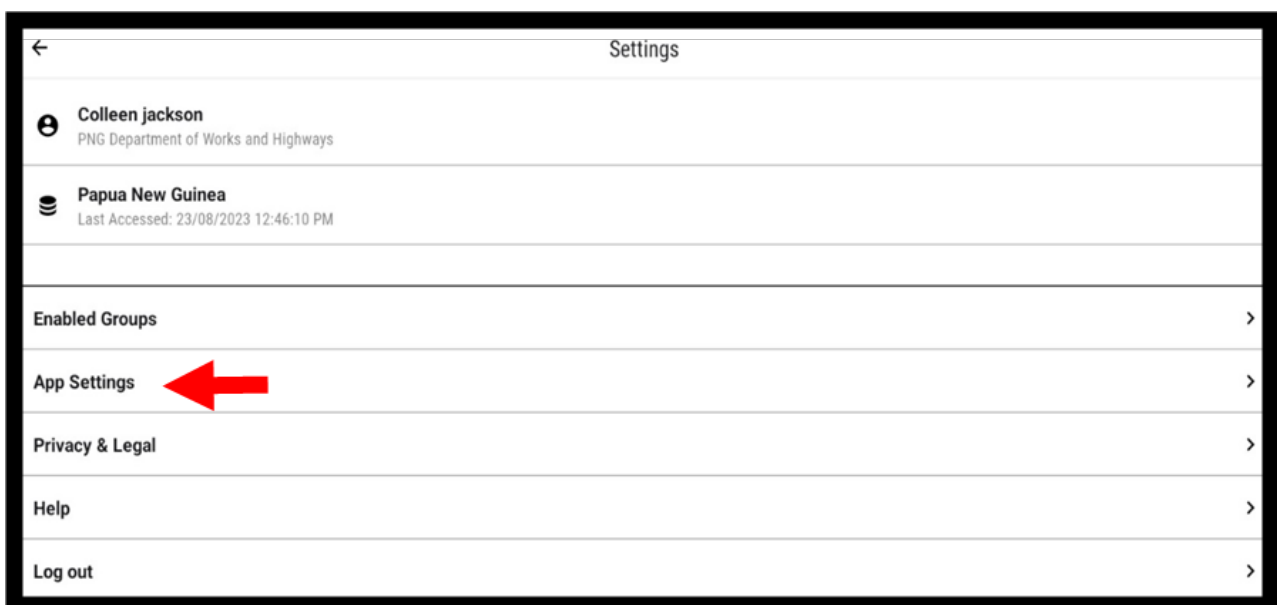 Settings
Colleen jackson
PNG Department of Works and Highways
Papua New Guinea
Last Accessed: 23/08/2023 12:46:10 PM
Enabled Groups
App Settings
Privacy & Legal
Help
Log out